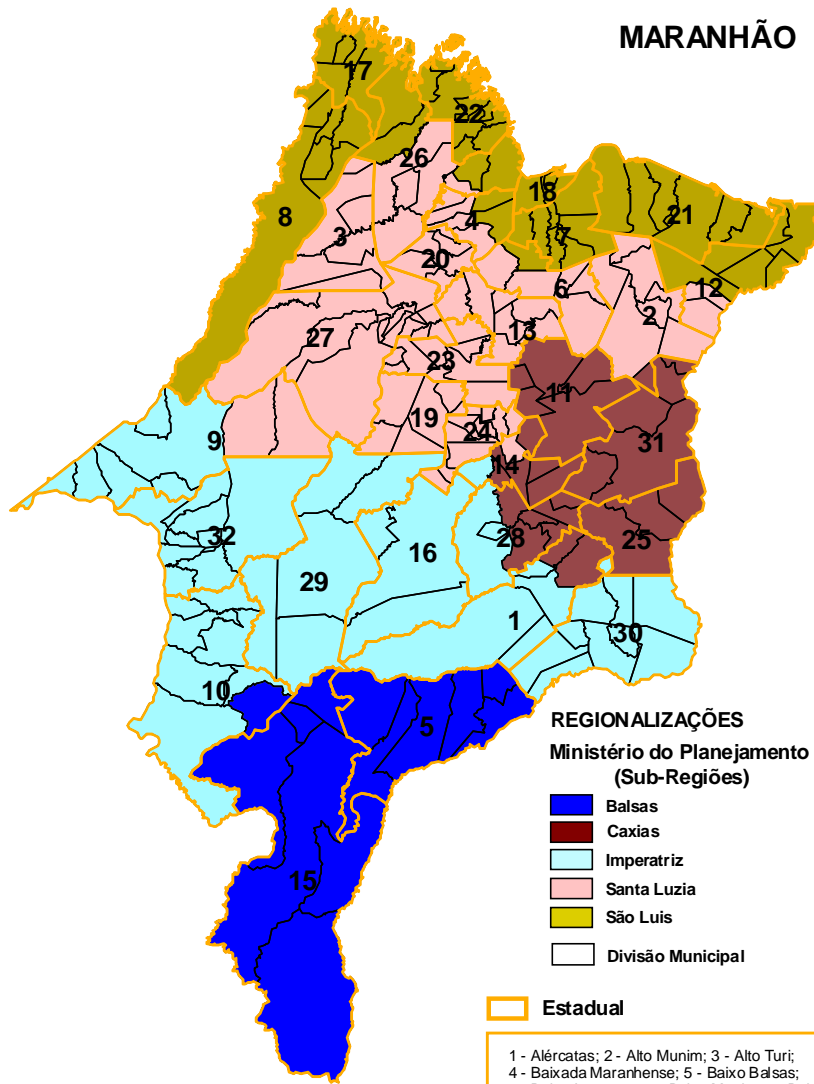 MARANHÃO
17
22
26
18
8
4
21
3
7
20
6
12
2
27
13
23
11
19
24
9
31
14
32
28
25
16
29
1
30
10
5
15
REGIONALIZAÇÕES
Ministério do Planejamento
(Sub-Regiões)
Balsas
Caxias
Imperatriz
Santa Luzia
São Luis
Divisão Municipal
Estadual
1 - Alércatas; 2 - Alto Munim; 3 - Alto Turi;
4 - Baixada Maranhense; 5 - Baixo Balsas;